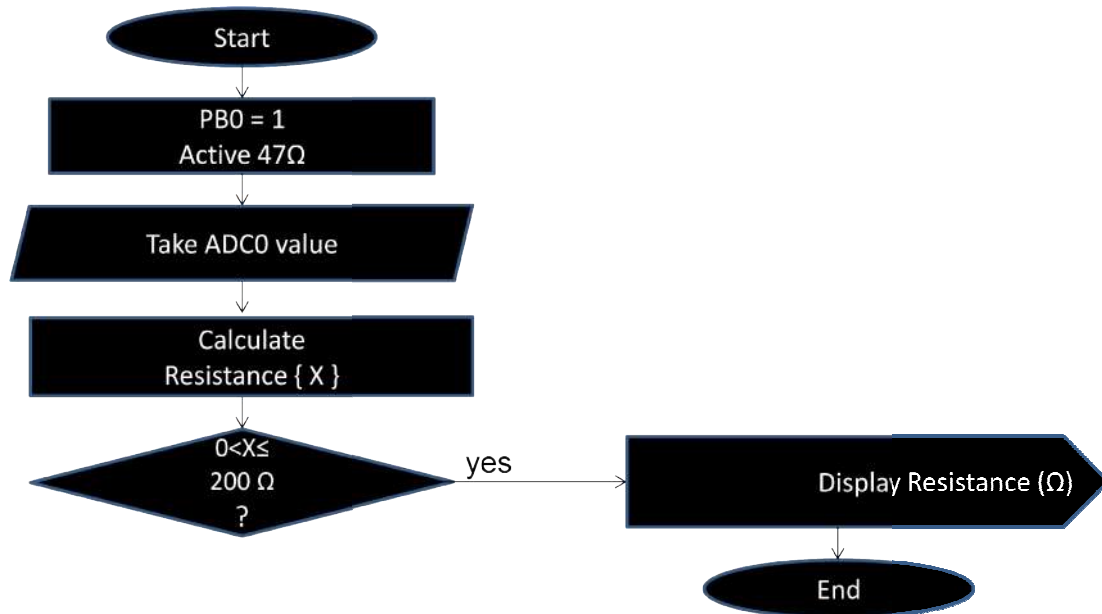 Start
PB0 = 1
Active 47Ω
Take ADC0 value
Calculate
Resistance { X }
0<X≤
200 Ω
?
yes
Display Resistance (Ω)
End